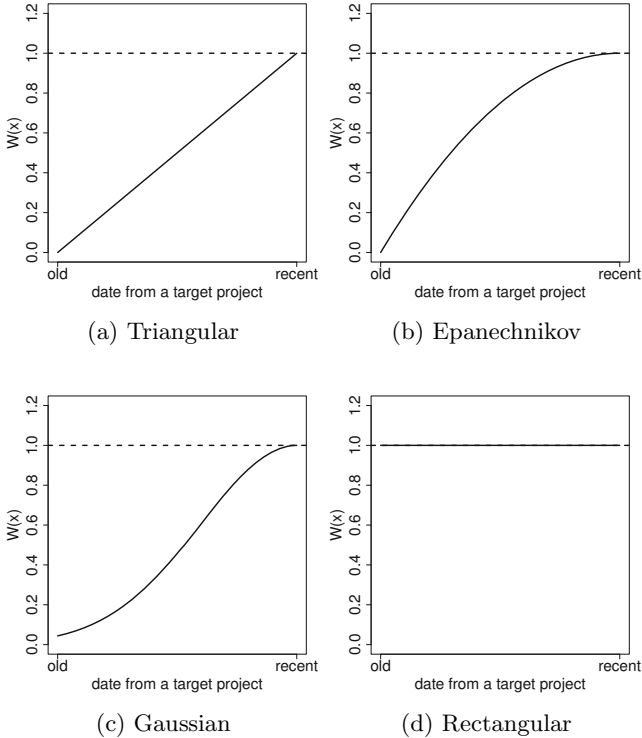 1.2
1.0
0.8
0.6
0.4
0.2
0.0
W(x)
old
recent
date from a target project
(a) Triangular
1.2
1.0
0.8
0.6
0.4
0.2
0.0
W(x)
old
recent
date from a target project
(b) Epanechnikov
1.2
1.0
0.8
0.6
0.4
0.2
0.0
W(x)
old
recent
date from a target project
(c) Gaussian
1.2
1.0
0.8
0.6
0.4
0.2
0.0
W(x)
old
recent
date from a target project
(d) Rectangular